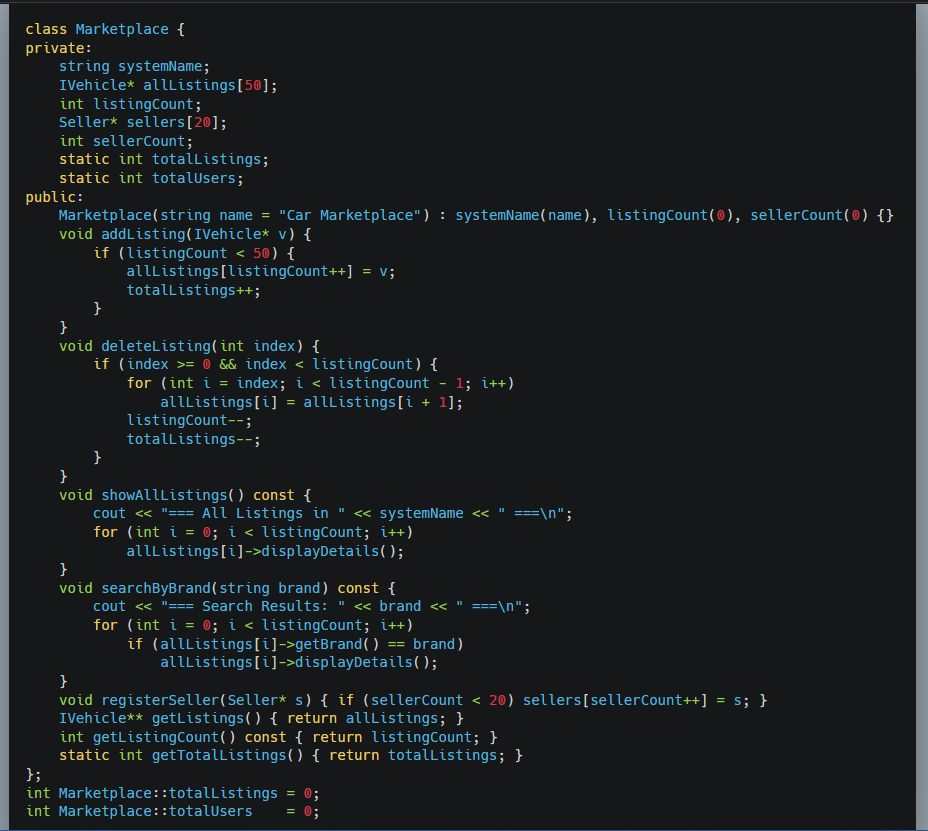 class Marketplace {
private:
    string systemName;
    IVehicle* allListings[50];
    int listingCount;
    Seller* sellers[20];
    int sellerCount;
    static int totalListings;
    static int totalUsers;
public:
    Marketplace(string name = "Car Marketplace") : systemName(name), listingCount(0), sellerCount(0) {}
    void addListing(IVehicle* v) {
        if (listingCount < 50) {
            allListings[listingCount++] = v;
            totalListings++;
        }
    }
    void deleteListing(int index) {
        if (index >= 0 && index < listingCount) {
            for (int i = index; i < listingCount - 1; i++)
                allListings[i] = allListings[i + 1];
            listingCount--;
            totalListings--;
        }
    }
    void showAllListings() const {
        cout << "=== All Listings in " << systemName << " ===\n";
        for (int i = 0; i < listingCount; i++)
            allListings[i]->displayDetails();
    }
    void searchByBrand(string brand) const {
        cout << "=== Search Results: " << brand << " ===\n";
        for (int i = 0; i < listingCount; i++)
            if (allListings[i]->getBrand() == brand)
                allListings[i]->displayDetails();
    }
    void registerSeller(Seller* s) { if (sellerCount < 20) sellers[sellerCount++] = s; }
    IVehicle** getListings() { return allListings; }
    int getListingCount() const { return listingCount; }
    static int getTotalListings() { return totalListings; }
};
int Marketplace::totalListings = 0;
int Marketplace::totalUsers    = 0;